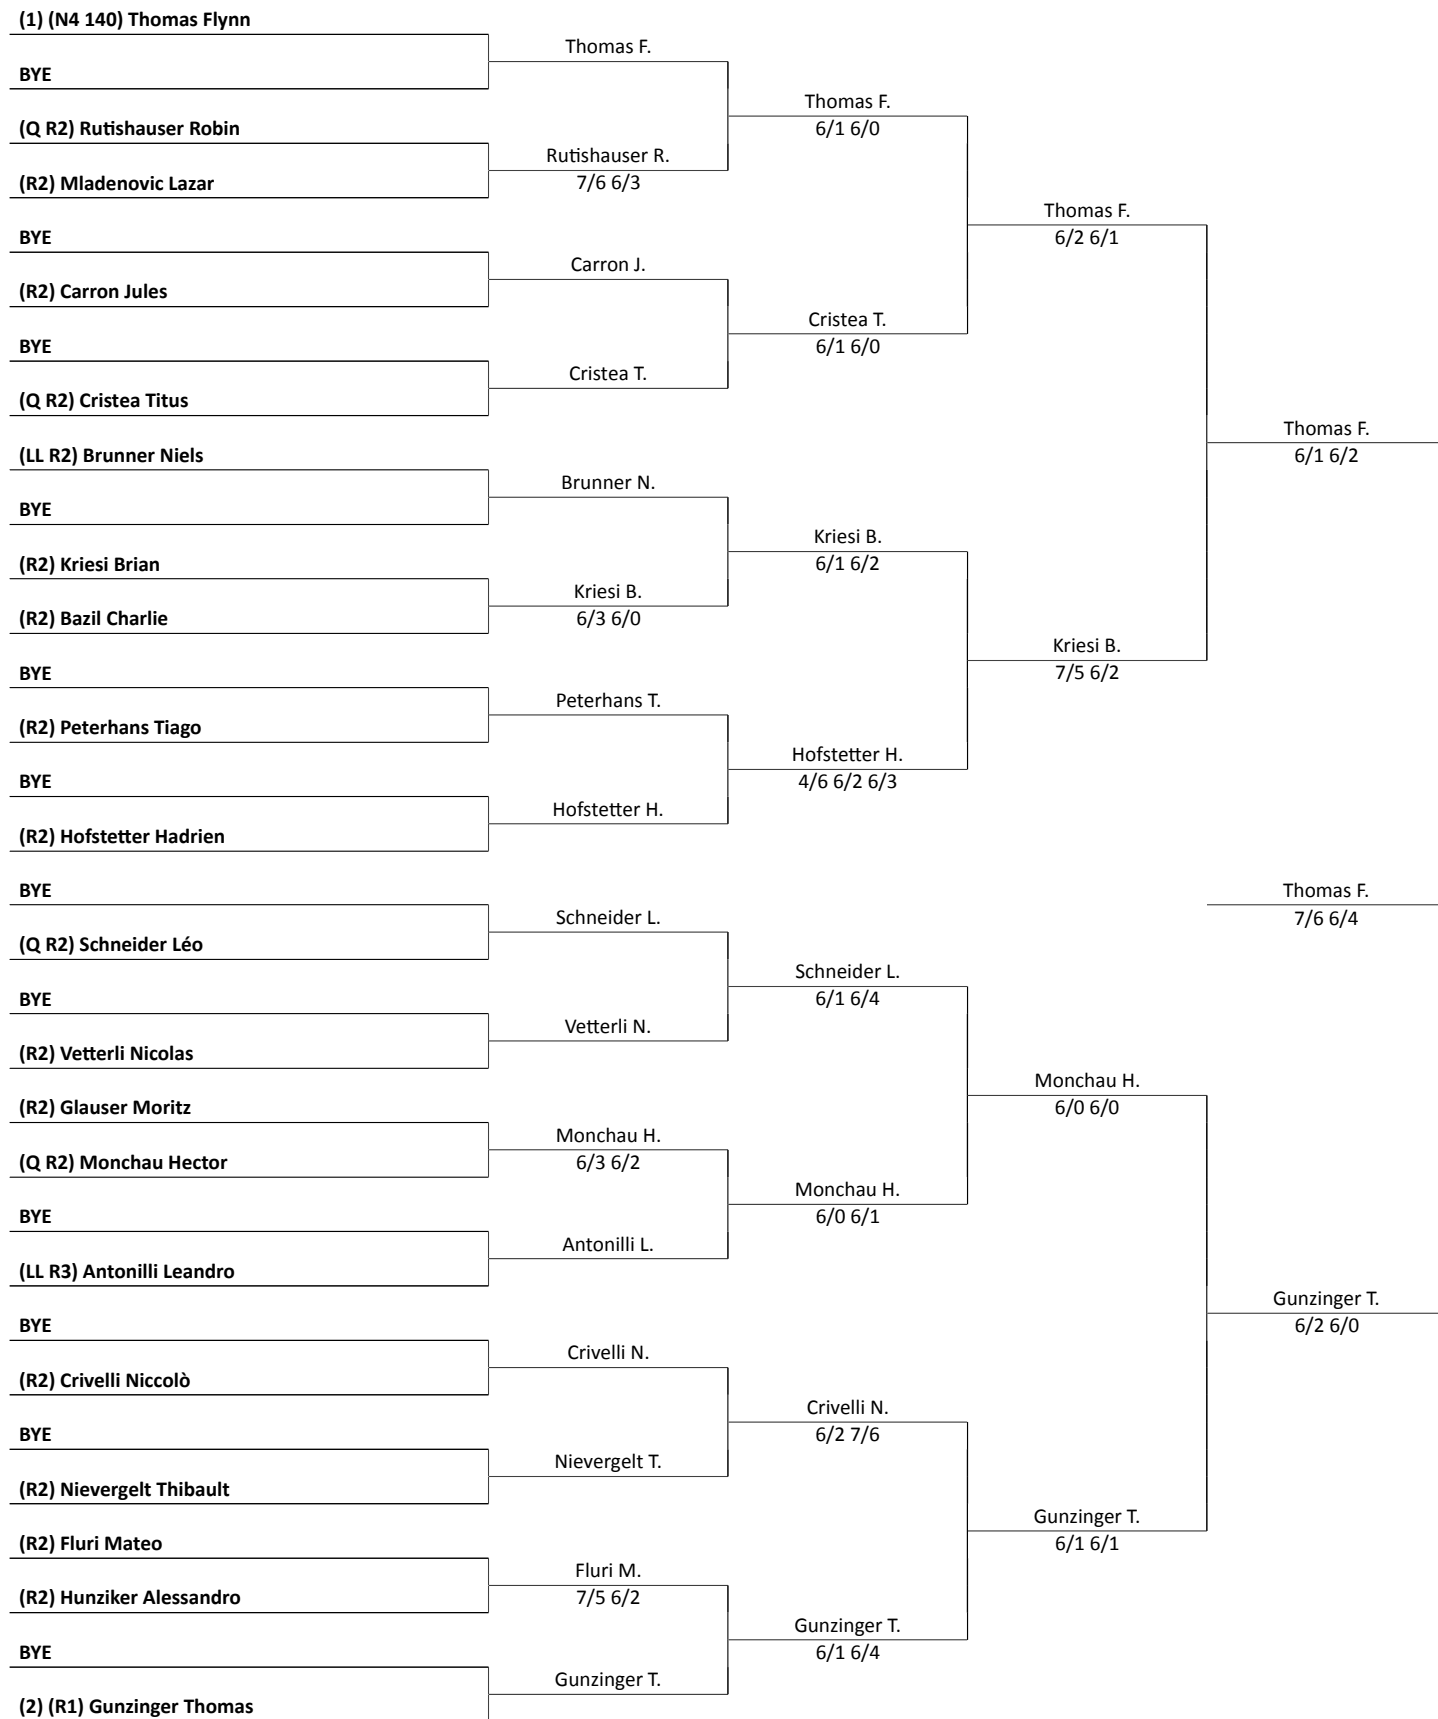 (1) (N4 140) Thomas Flynn
BYE
(Q R2) Rutishauser Robin
(R2) Mladenovic Lazar
BYE
(R2) Carron Jules
BYE
(Q R2) Cristea Titus
(LL R2) Brunner Niels
BYE
(R2) Kriesi Brian
(R2) Bazil Charlie
BYE
(R2) Peterhans Tiago
BYE
(R2) Hofstetter Hadrien
BYE
(Q R2) Schneider Léo
BYE
(R2) Vetterli Nicolas
(R2) Glauser Moritz
(Q R2) Monchau Hector
BYE
(LL R3) Antonilli Leandro
BYE
(R2) Crivelli Niccolò
BYE
(R2) Nievergelt Thibault
(R2) Fluri Mateo
(R2) Hunziker Alessandro
BYE
(2) (R1) Gunzinger Thomas
Thomas F.
Rutishauser R.
7/6 6/3
Carron J.
Cristea T.
Brunner N.
Kriesi B.
6/3 6/0
Peterhans T.
Hofstetter H.
Schneider L.
Vetterli N.
Monchau H.
6/3 6/2
Antonilli L.
Crivelli N.
Nievergelt T.
Fluri M.
7/5 6/2
Gunzinger T.
Thomas F.
6/1 6/0
Cristea T.
6/1 6/0
Kriesi B.
6/1 6/2
Hofstetter H.
4/6 6/2 6/3
Schneider L.
6/1 6/4
Monchau H.
6/0 6/1
Crivelli N.
6/2 7/6
Gunzinger T.
6/1 6/4
Thomas F.
6/2 6/1
Kriesi B.
7/5 6/2
Monchau H.
6/0 6/0
Gunzinger T.
6/1 6/1
Thomas F.
6/1 6/2
Thomas F.
7/6 6/4
Gunzinger T.
6/2 6/0